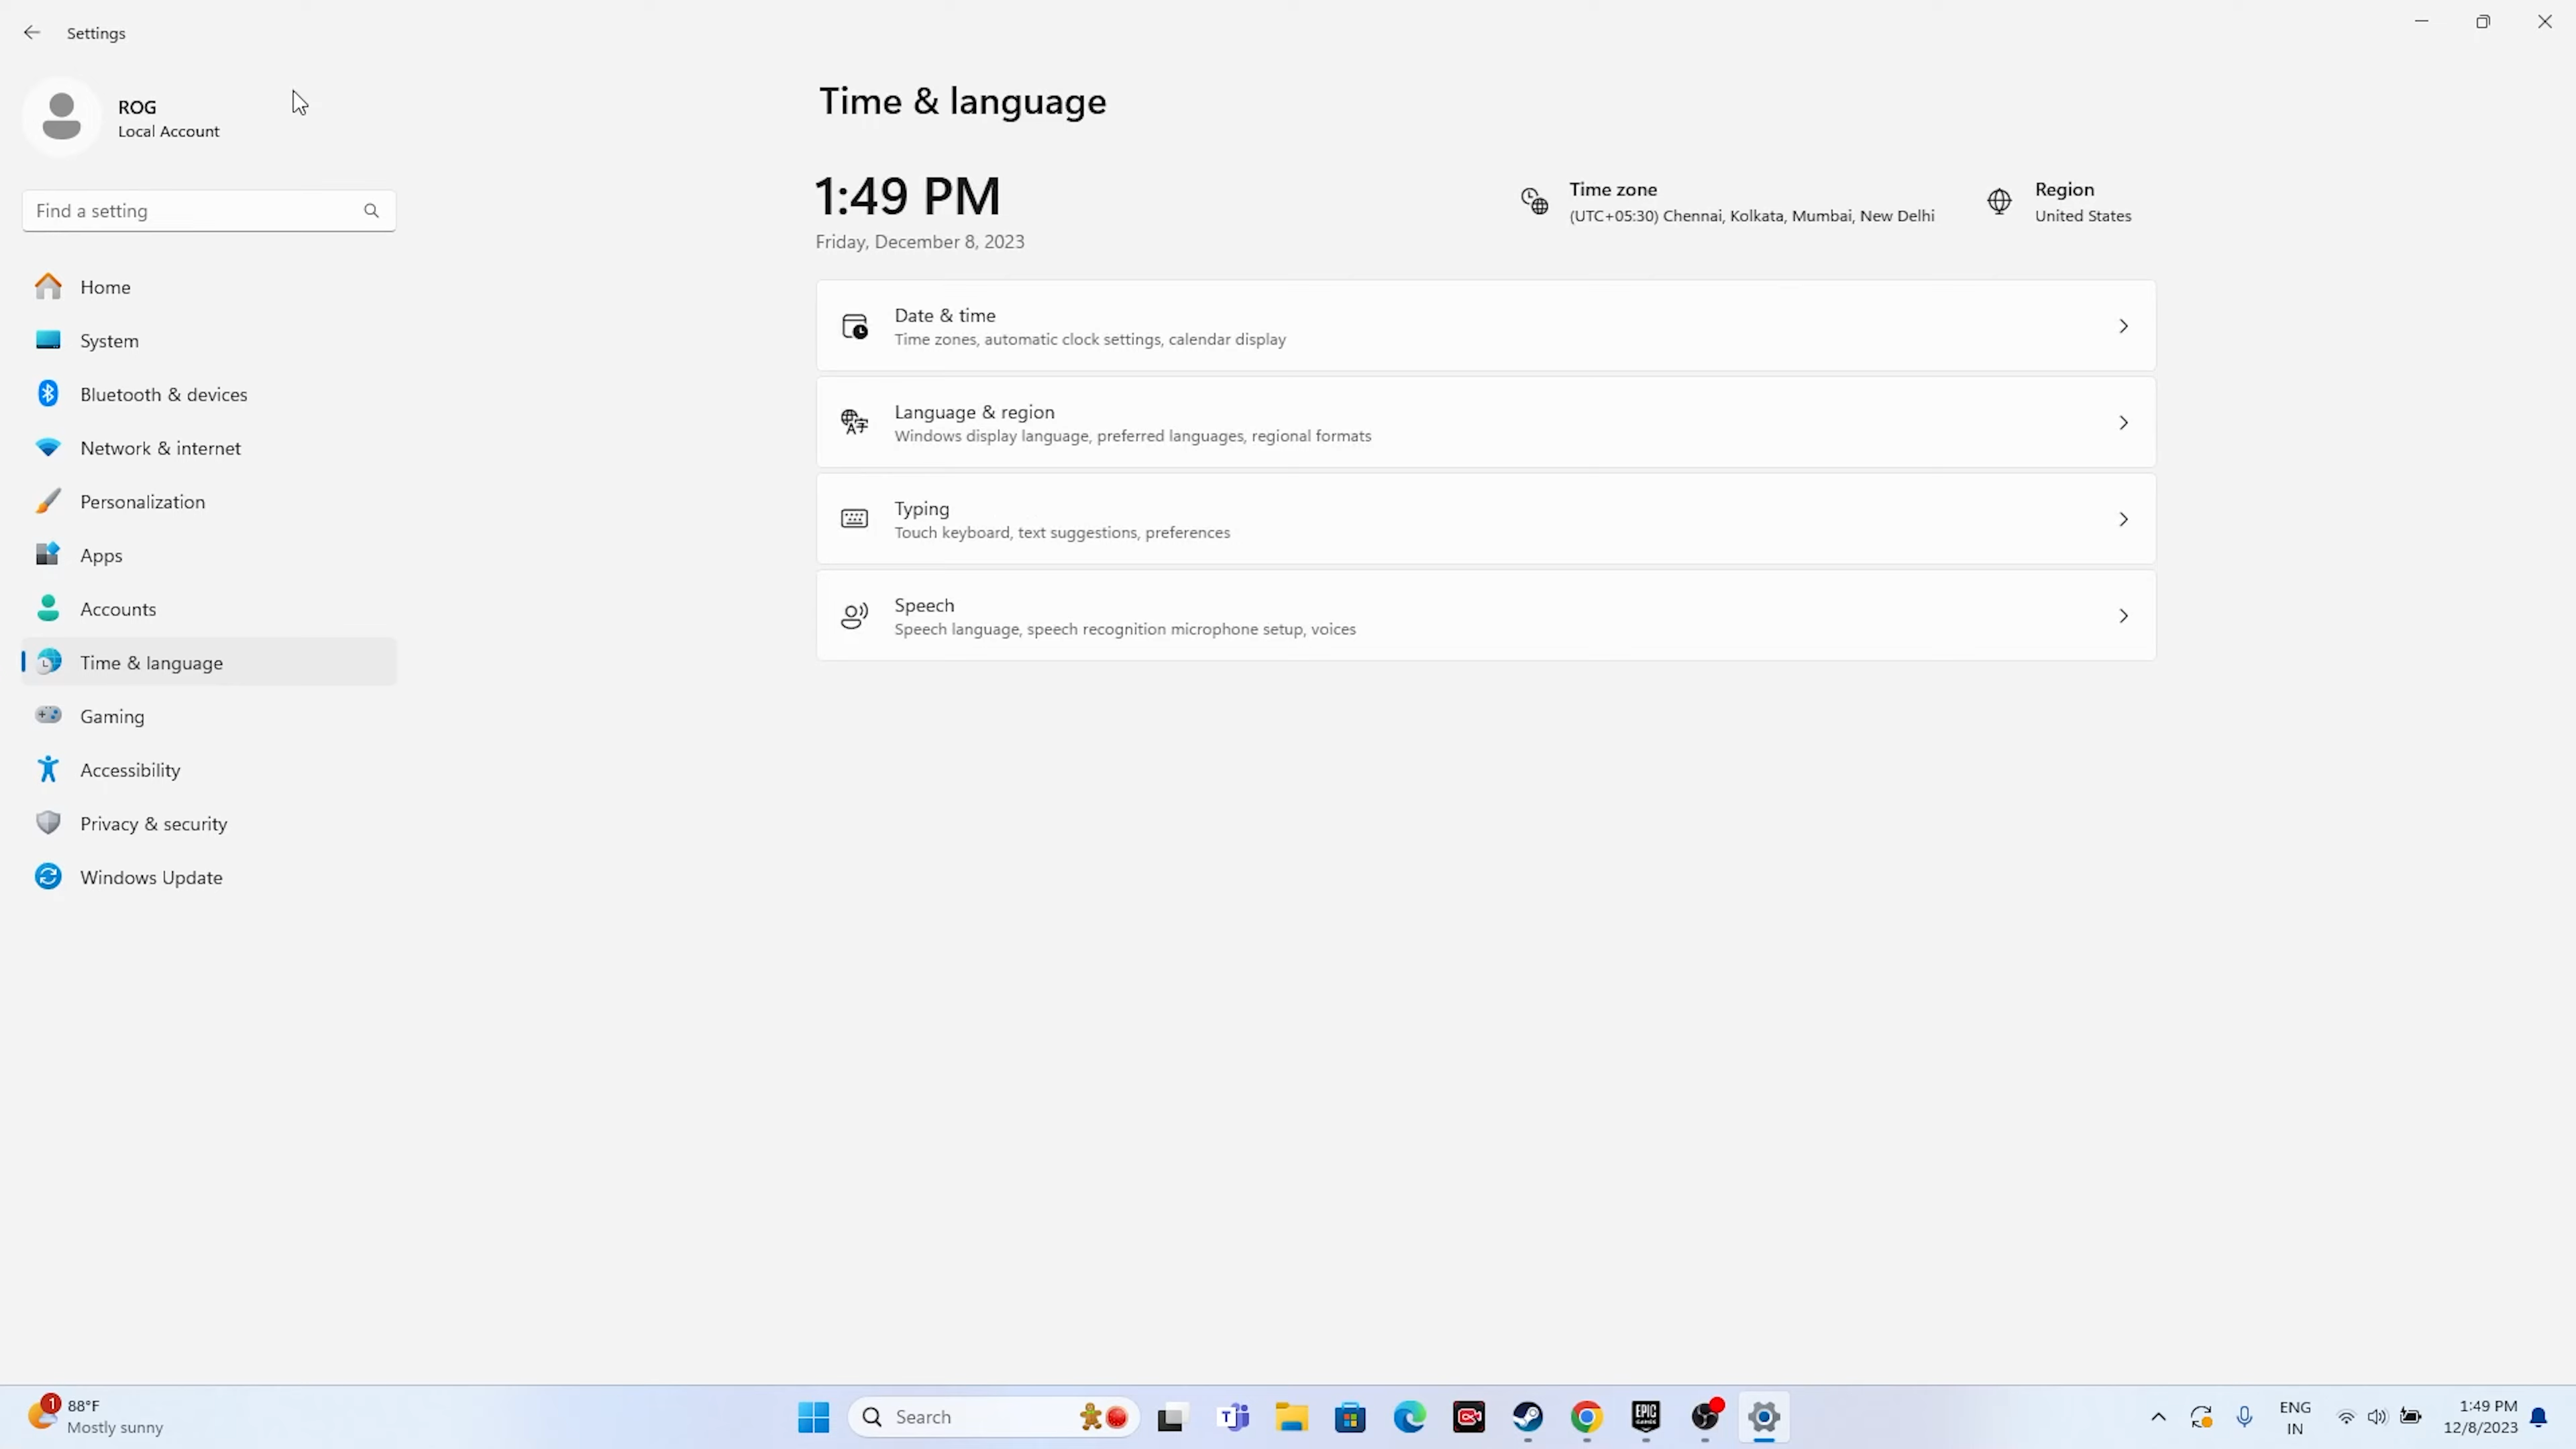 Settings
ROG
Local Account
Find a setting
Home
System
Bluetooth & devices
Network & internet
Personalization
Apps
Accounts
Time & language
Gaming
Accessibility
Privacy & security
Windows Update
Time & language
1:49 PM
Friday, December 8, 2023
Time zone
(UTC+05:30) Chennai, Kolkata, Mumbai, New Delhi
Region
United States
Date & time
Time zones, automatic clock settings, calendar display
Language & region
Windows display language, preferred languages, regional formats
Typing
Touch keyboard, text suggestions, preferences
Speech
Speech language, speech recognition microphone setup, voices
1
88°F
Mostly sunny
Search
EPIC
GAMES
ENG
IN
1:49 PM
12/8/2023